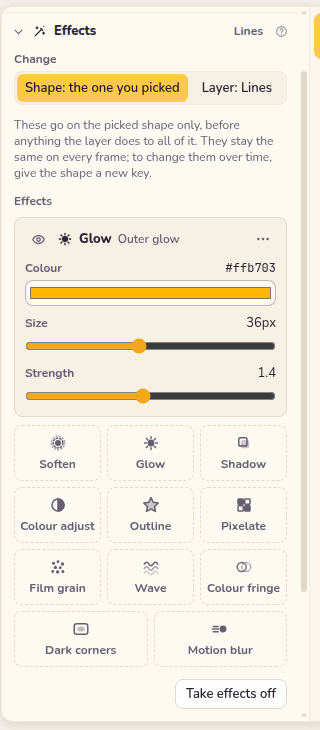 Effects
Lines
Change
Shape: the one you picked
Layer: Lines
These go on the picked shape only, before
anything the layer does to all of it. They stay the
same on every frame; to change them over time,
give the shape a new key.
Effects
Glow Outer glow
Colour #ffb703
Size 36px
Strength 1.4
Soften
Glow
Shadow
Colour adjust
Outline
Pixelate
Film grain
Wave
Colour fringe
Dark corners
Motion blur
Take effects off